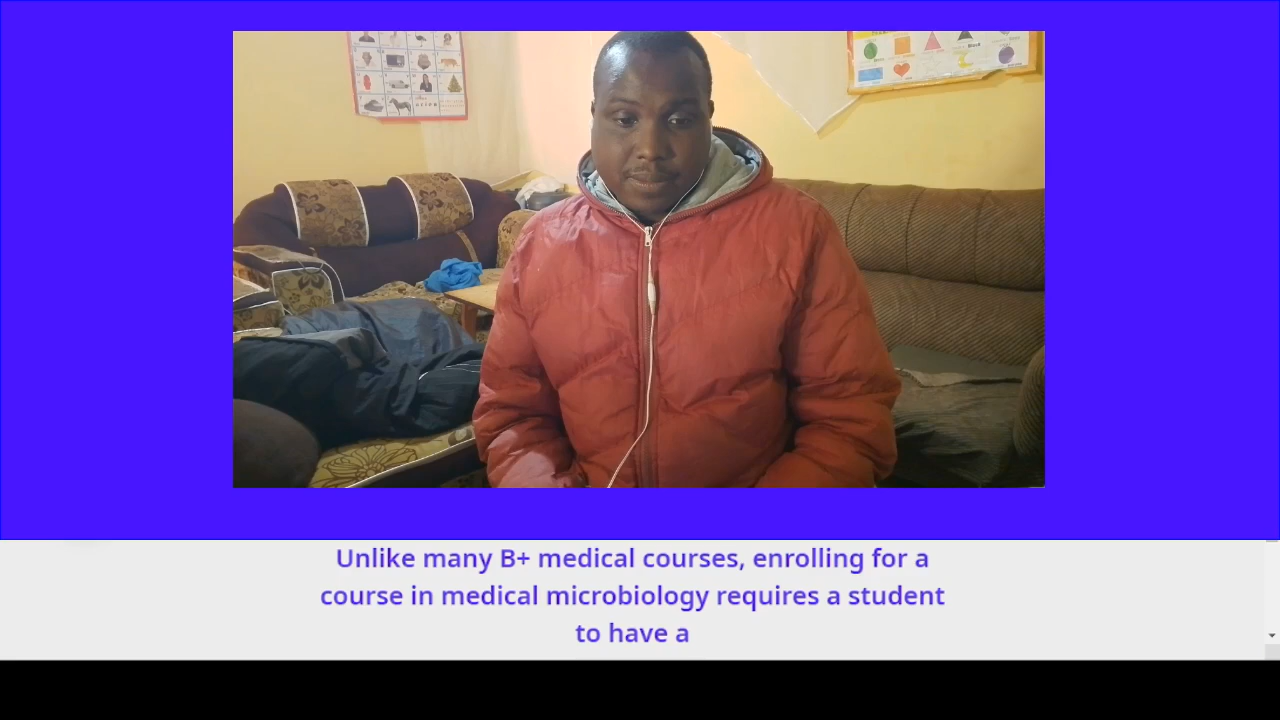 Unlike many B+ medical courses, enrolling for a
course in medical microbiology requires a student
to have a